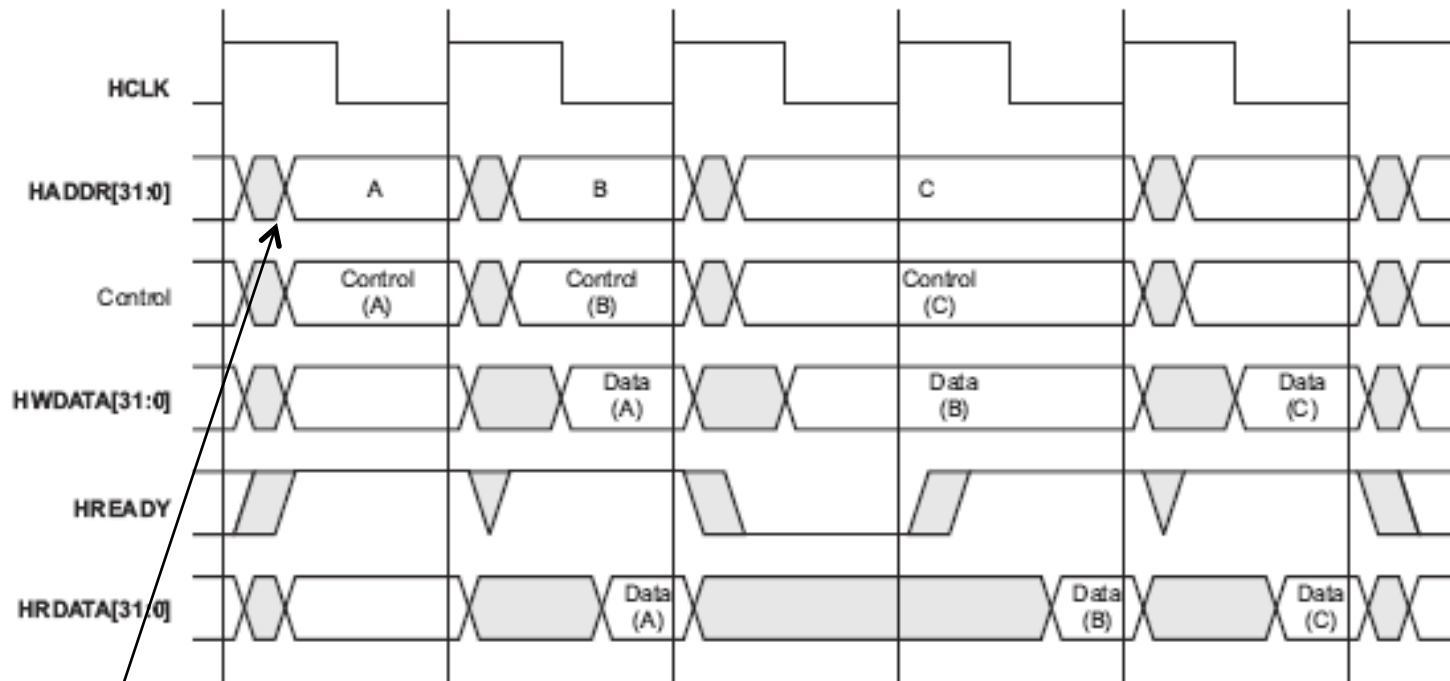 HCLK
HADDR[31:0]
A
B
C
Control
Control
(A)
Control
(B)
Control
(C)
HWDATA[31:0]
Data
(A)
Data
(B)
Data
(C)
HREADY
HRDATA[31:0]
Data
(A)
Data
(B)
Data
(C)